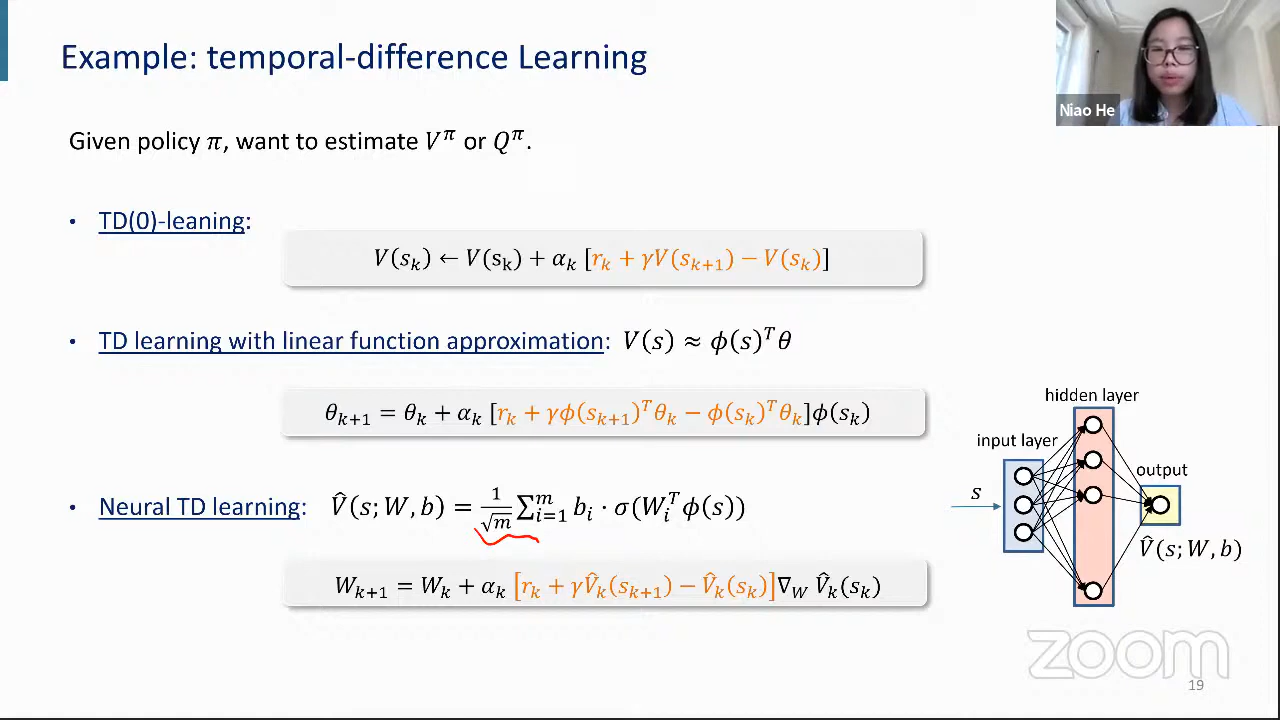 Example: temporal-difference Learning
Niao He
Given policy π, want to estimate V^π or Q^π.
• TD(0)-leaning:
V(s_k) ← V(s_k) + α_k [r_k + γV(s_{k+1}) − V(s_k)]
• TD learning with linear function approximation: V(s) ≈ ϕ(s)^T θ
θ_{k+1} = θ_k + α_k [r_k + γϕ(s_{k+1})^T θ_k − ϕ(s_k)^T θ_k]ϕ(s_k)
hidden layer
input layer
output
s
• Neural TD learning: V̂(s; W, b) = 1/√m ∑_{i=1}^m b_i · σ(W_i^T ϕ(s))
V̂(s; W, b)
W_{k+1} = W_k + α_k [r_k + γV̂_k(s_{k+1}) − V̂_k(s_k)]∇_W V̂_k(s_k)
zoom
19